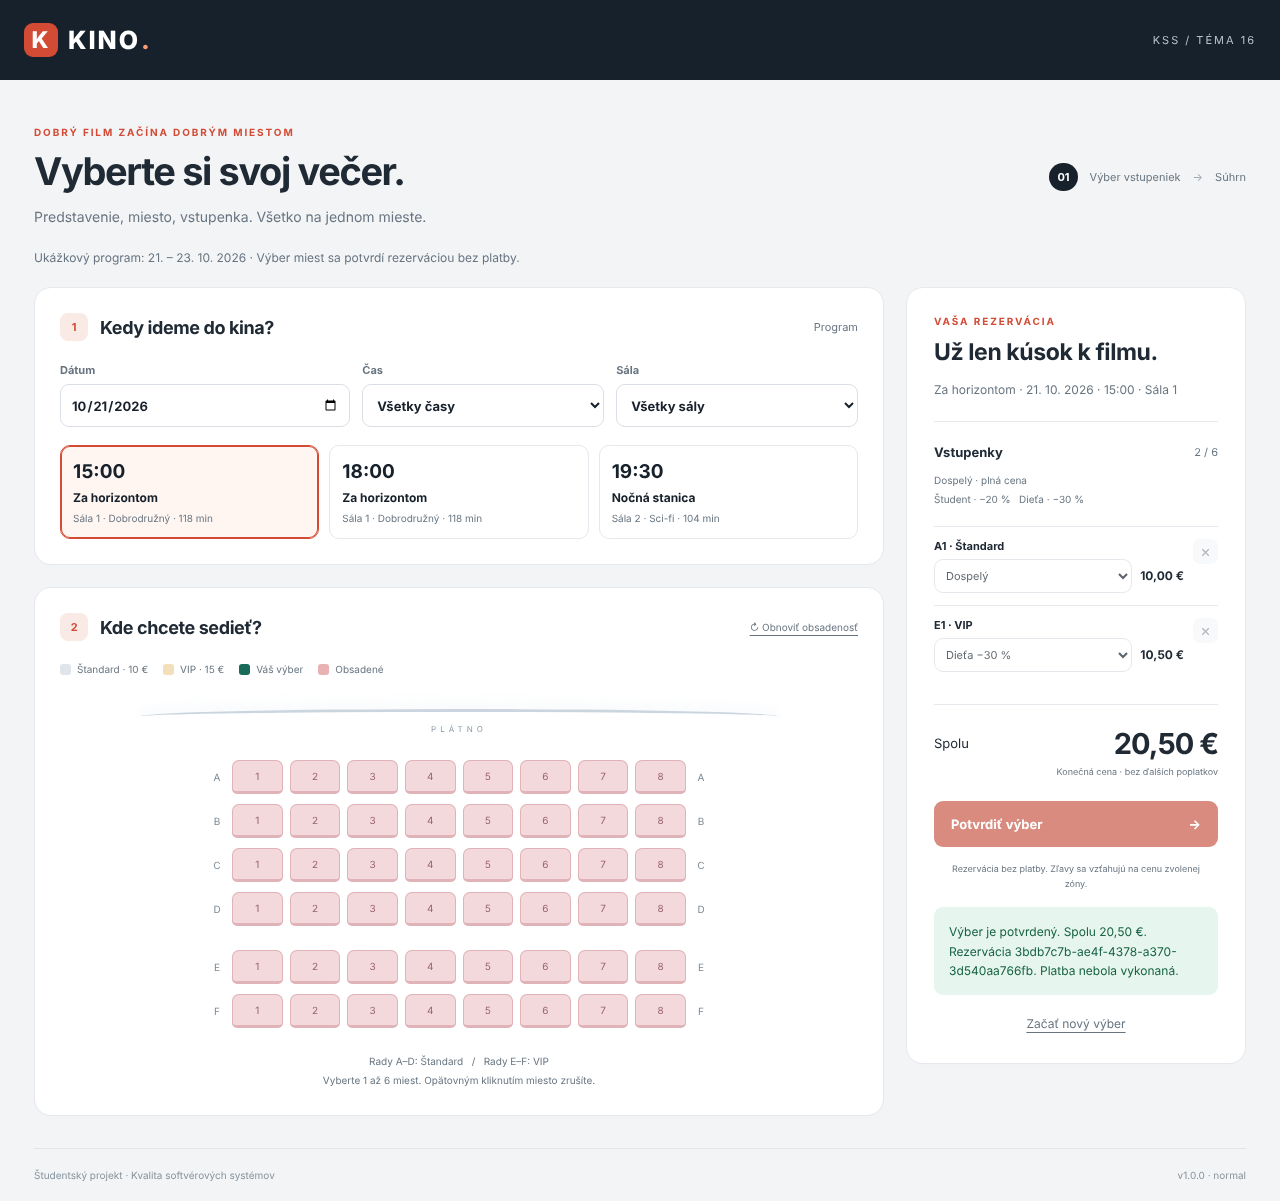 K KINO.
KSS / TÉMA 16
DOBRÝ FILM ZAČÍNA DOBRÝM MIESTOM
Vyberte si svoj večer.
01 Výber vstupeniek → Súhrn
Predstavenie, miesto, vstupenka. Všetko na jednom mieste.
Ukážkový program: 21. – 23. 10. 2026 · Výber miest sa potvrdí rezerváciou bez platby.
1 Kedy ideme do kina?
Program
Dátum Čas Sála
10/21/2026 Všetky časy Všetky sály
15:00
Za horizontom
Sála 1 · Dobrodružný · 118 min
18:00
Za horizontom
Sála 1 · Dobrodružný · 118 min
19:30
Nočná stanica
Sála 2 · Sci-fi · 104 min
2 Kde chcete sedieť?
↻ Obnoviť obsadenosť
Štandard · 10 € VIP · 15 € Váš výber Obsadené
PLÁTNO
A 1 2 3 4 5 6 7 8 A
B 1 2 3 4 5 6 7 8 B
C 1 2 3 4 5 6 7 8 C
D 1 2 3 4 5 6 7 8 D
E 1 2 3 4 5 6 7 8 E
F 1 2 3 4 5 6 7 8 F
Rady A–D: Štandard / Rady E–F: VIP
Vyberte 1 až 6 miest. Opätovným kliknutím miesto zrušíte.
VAŠA REZERVÁCIA
Už len kúsok k filmu.
Za horizontom · 21. 10. 2026 · 15:00 · Sála 1
Vstupenky 2 / 6
Dospelý · plná cena
Študent · −20 % Dieťa · −30 %
A1 · Štandard ×
Dospelý 10,00 €
E1 · VIP ×
Dieťa −30 % 10,50 €
Spolu 20,50 €
Konečná cena · bez ďalších poplatkov
Potvrdiť výber →
Rezervácia bez platby. Zľavy sa vzťahujú na cenu zvolenej
zóny.
Výber je potvrdený. Spolu 20,50 €.
Rezervácia 3bdb7c7b-ae4f-4378-a370-
3d540aa766fb. Platba nebola vykonaná.
Začať nový výber
Študentský projekt · Kvalita softvérových systémov
v1.0.0 · normal